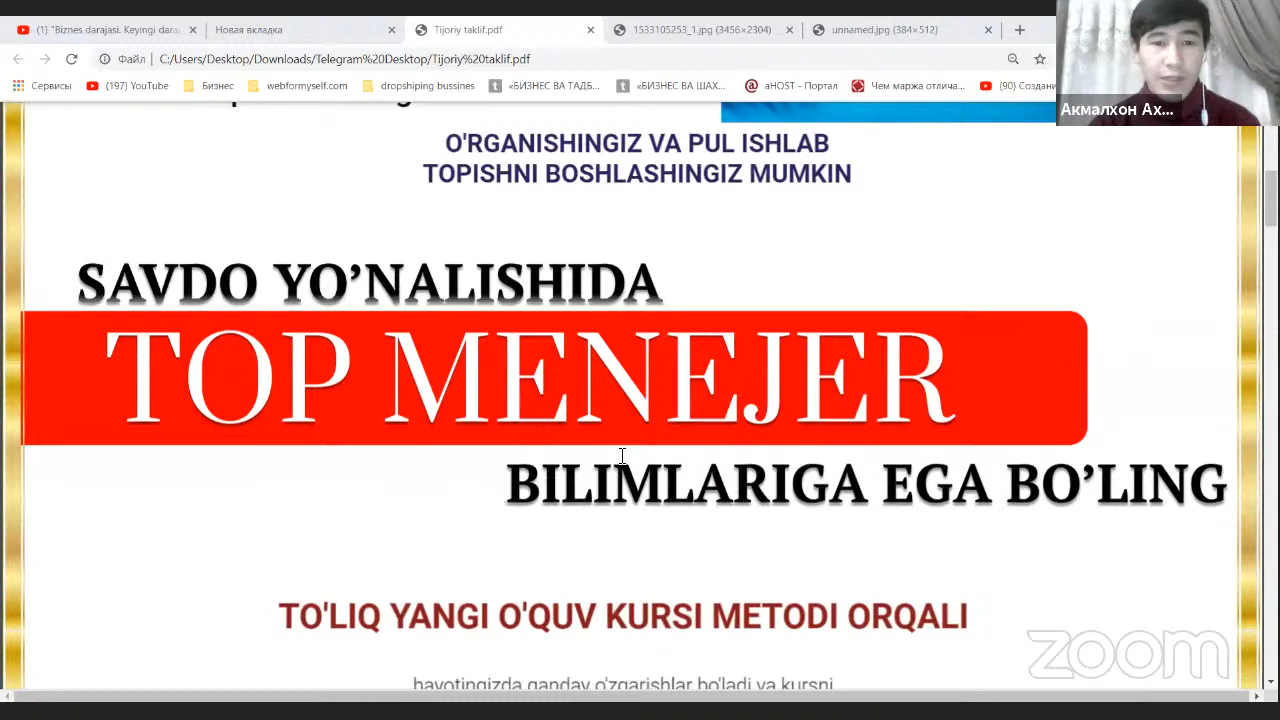 (1) "Biznes darajasi. Keyingi dara
Новая вкладка
Tijoriy taklif.pdf
1533105253_1.jpg (3456×2304)
unnamed.jpg (384×512)
Файл
C:/Users/Desktop/Downloads/Telegram%20Desktop/Tijoriy%20taklif.pdf
Сервисы
(197) YouTube
Бизнес
webformyself.com
dropshiping bussines
«БИЗНЕС ВА ТАДБ...
«БИЗНЕС ВА ШАХ...
aHOST - Портал
Чем маржа отлича...
(90) Создани
Акмалхон Ах...
O'RGANISHINGIZ VA PUL ISHLAB
TOPISHNI BOSHLASHINGIZ MUMKIN
SAVDO YO’NALISHIDA
TOP MENEJER
BILIMLARIGA EGA BO’LING
TO'LIQ YANGI O'QUV KURSI METODI ORQALI
hayotingizda qanday o'zgarishlar bo'ladi va kursni
zoom